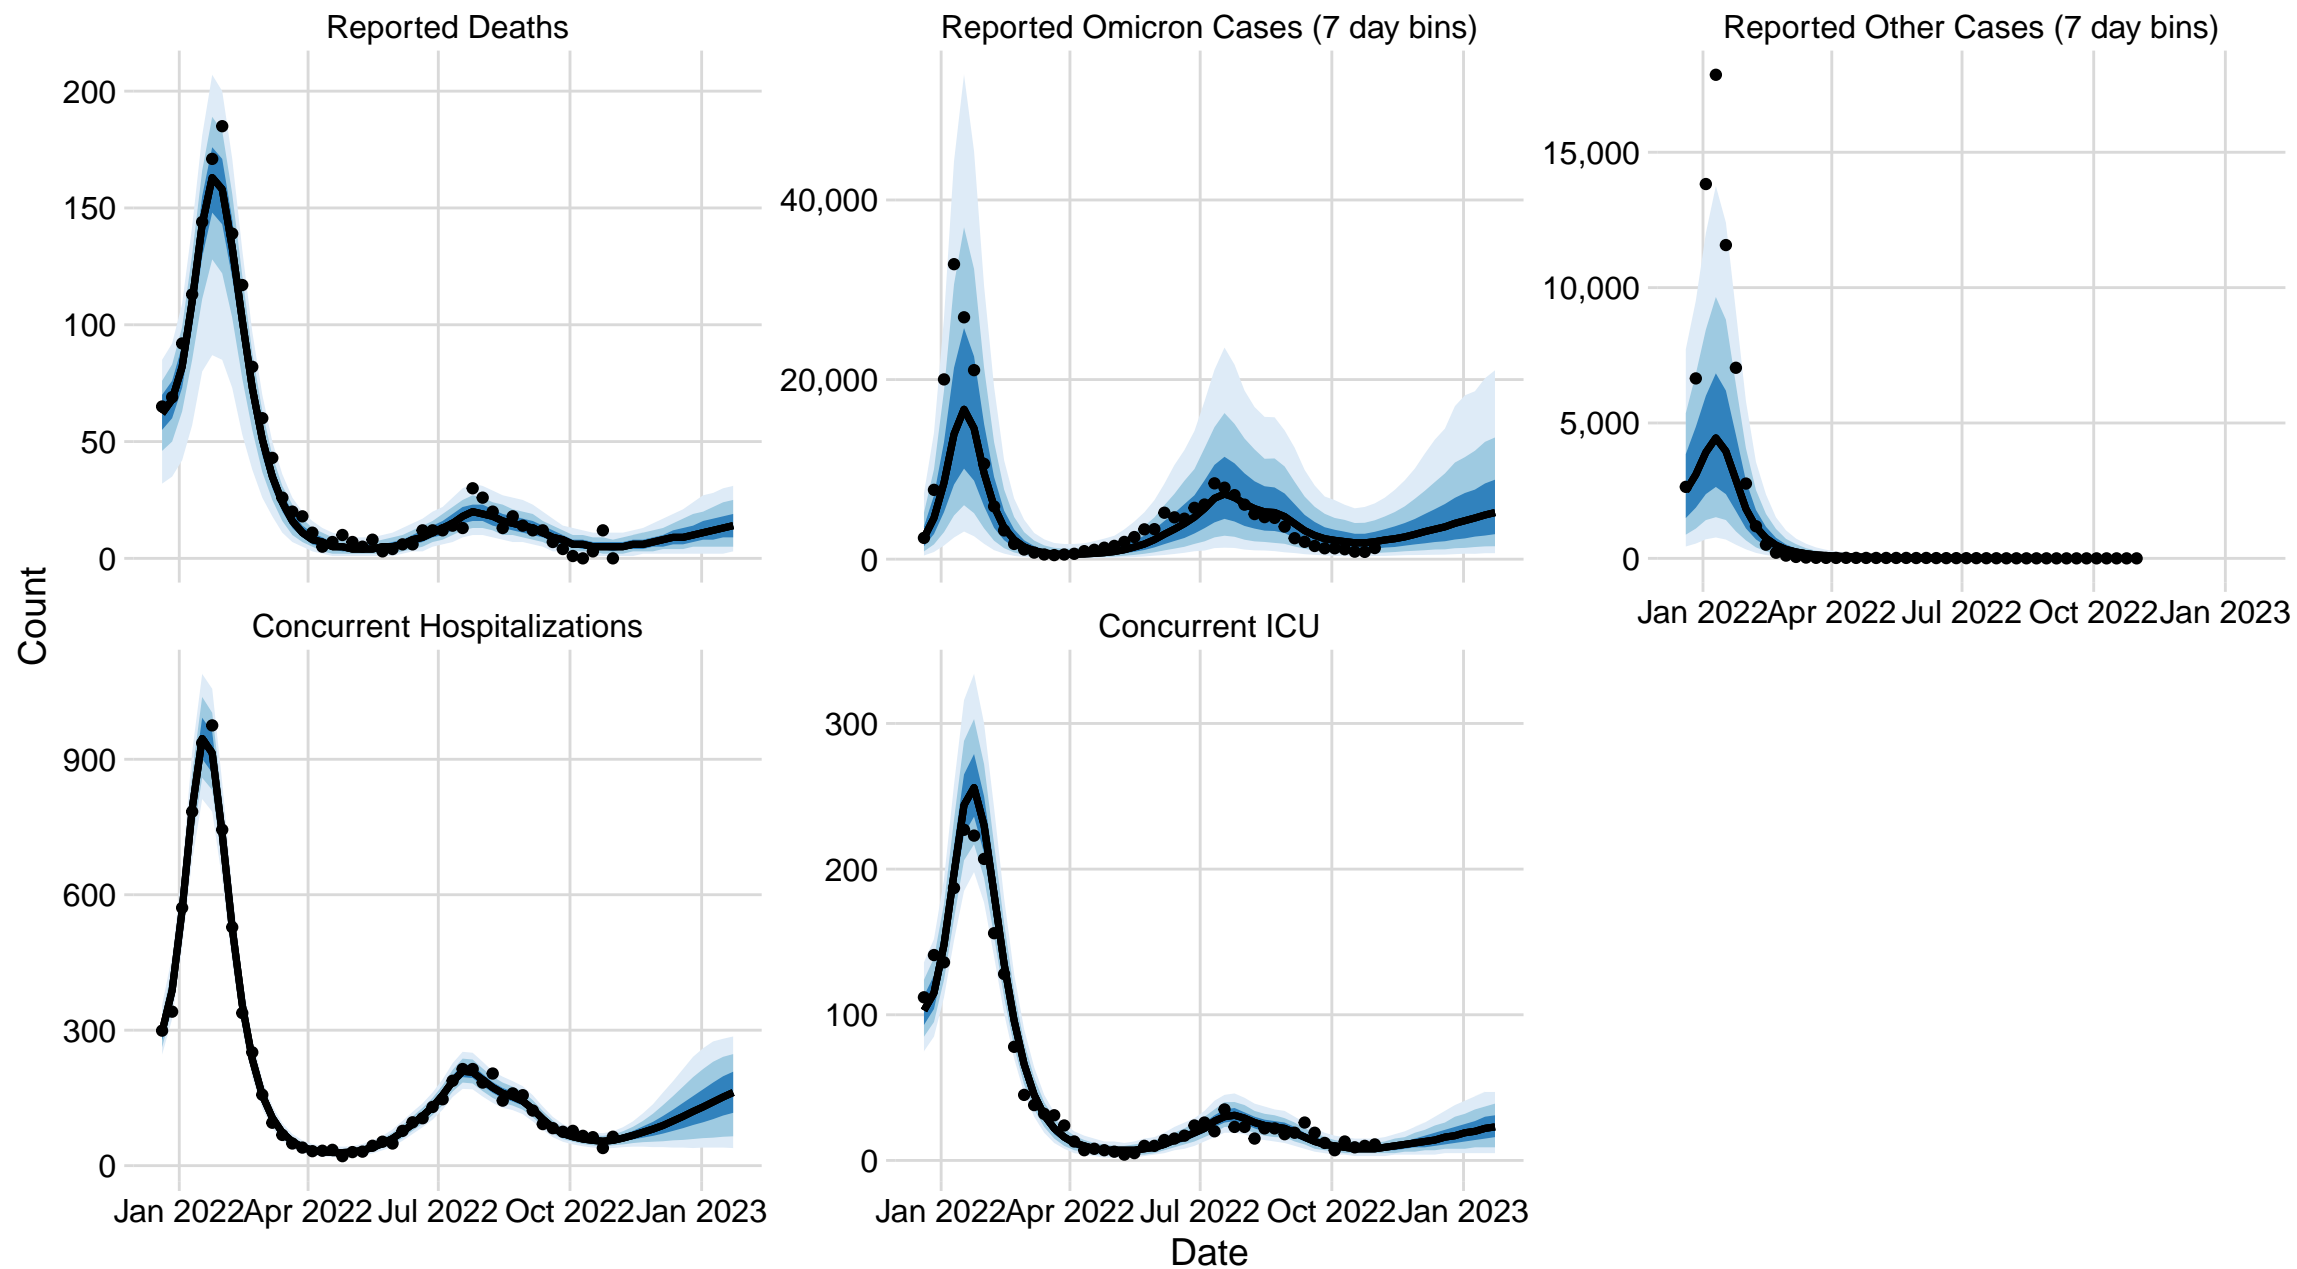 Reported Deaths
Reported Omicron Cases (7 day bins)
Reported Other Cases (7 day bins)
200
150
100
50
0
40,000
20,000
0
15,000
10,000
5,000
0
Jan 2022 Apr 2022 Jul 2022 Oct 2022 Jan 2023
Count
Concurrent Hospitalizations
Concurrent ICU
900
600
300
0
300
200
100
0
Jan 2022 Apr 2022 Jul 2022 Oct 2022 Jan 2023
Jan 2022 Apr 2022 Jul 2022 Oct 2022 Jan 2023
Date